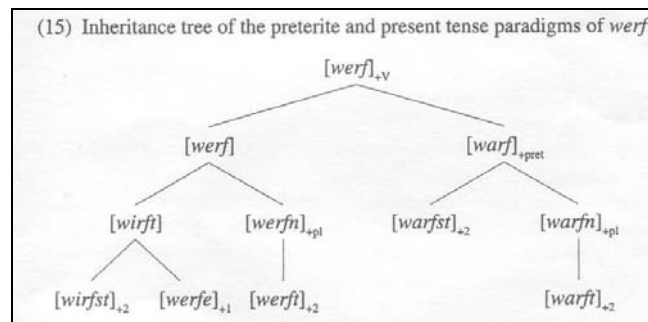 (15) Inheritance tree of the preterite and present tense paradigms of werf
[werf]+V
[werf] [warf]+pret
[wirft] [werfn]+pl [warfst]+2 [warfn]+pl
[wirfst]+2 [werfe]+1 [werft]+2 [warft]+2